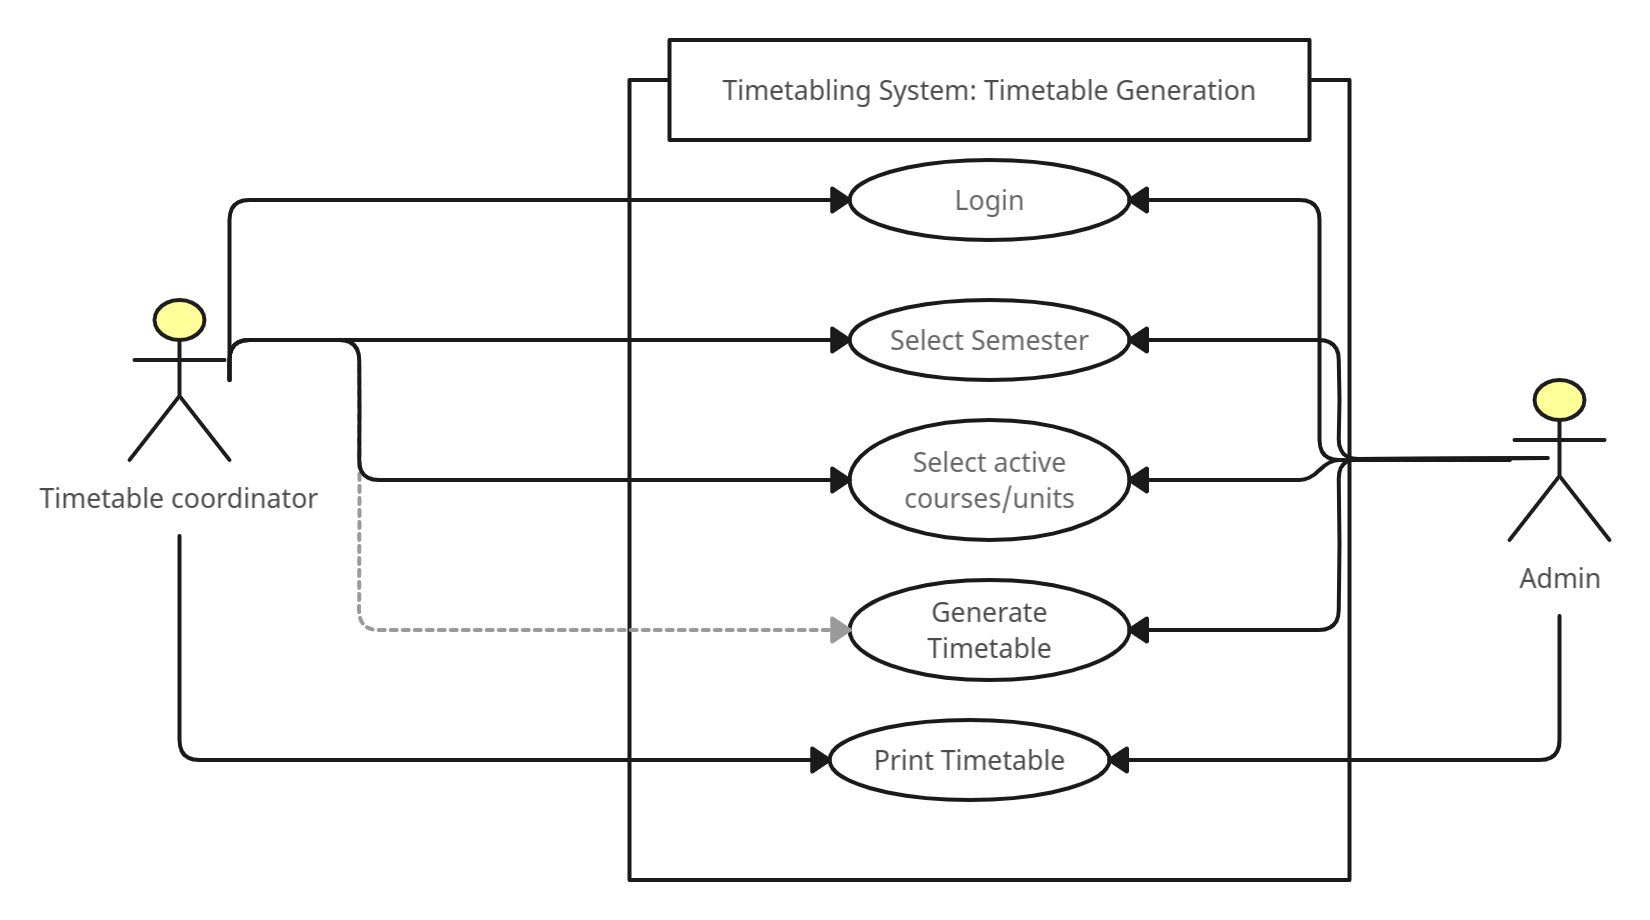 Timetabling System: Timetable Generation
Login
Select Semester
Select active
courses/units
Timetable coordinator
Generate
Timetable
Admin
Print Timetable